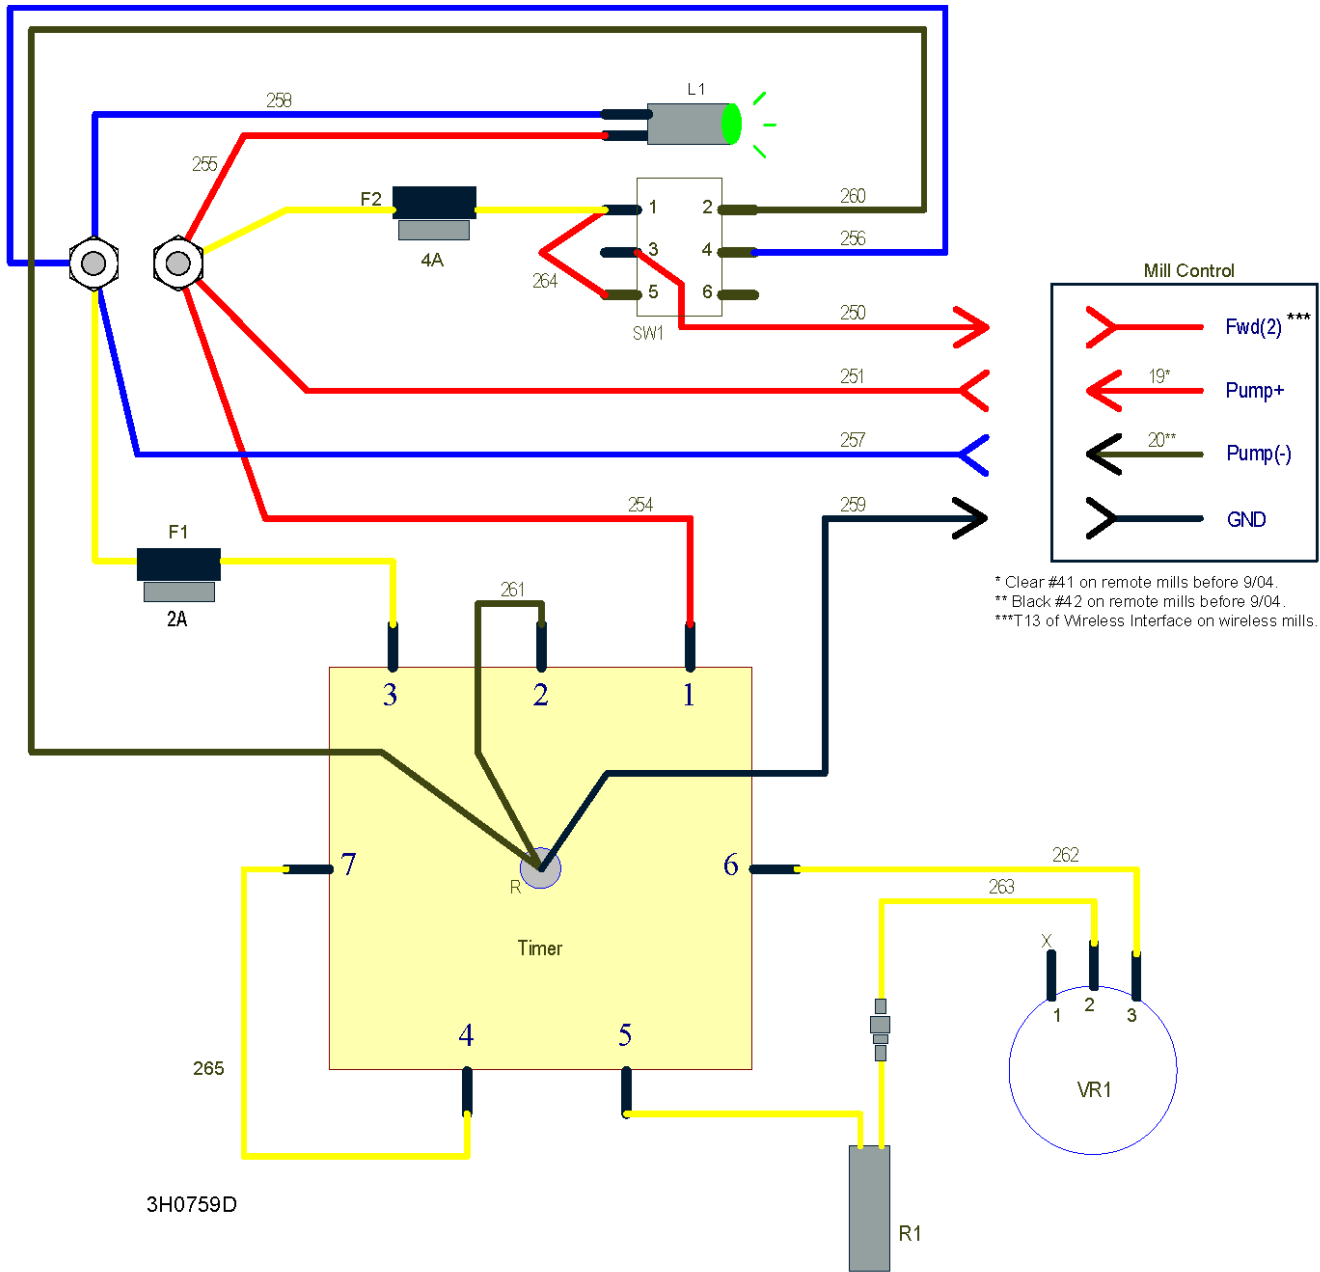 L1
258
255
F2
4A
1
2
260
3
4
256
264
5
6
SW1
250
Mill Control
Fwd(2) ***
251
19*
Pump+
257
20**
Pump(-)
254
259
GND
F1
2A
261
* Clear #41 on remote mills before 9/04.
** Black #42 on remote mills before 9/04.
***T13 of Wireless Interface on wireless mills.
3
2
1
7
6
262
R
263
Timer
X
1
2
3
4
5
265
VR1
3H0759D
R1